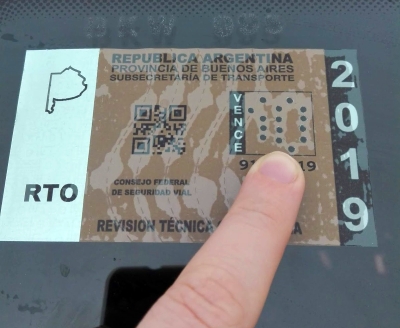 REPUBLICA ARGENTINA
PROVINCIA DE BUENOS AIRES
SUBSECRETARÍA DE TRANSPORTE
VENCE
2019
RTO
CONSEJO FEDERAL
DE SEGURIDAD VIAL
REVISION TÉCNICA